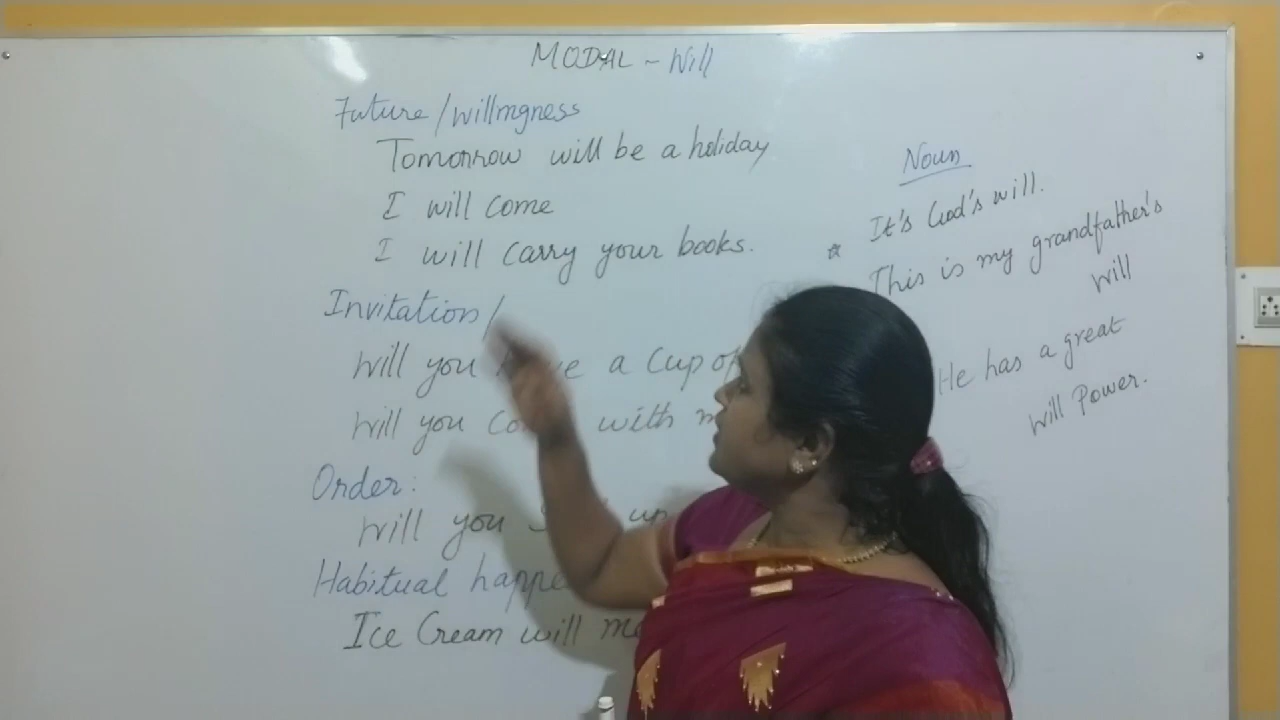 MODAL ~ Will
Future/willingness
Tomorrow will be a holiday
I will come
I will carry your books.
Invitation/
Will you a cup of
Will you with
Order:
Will you up
Habitual
Ice Cream will
Noun
It's God's will.
☆ This is my grandfather's
will
He has a great
will Power.